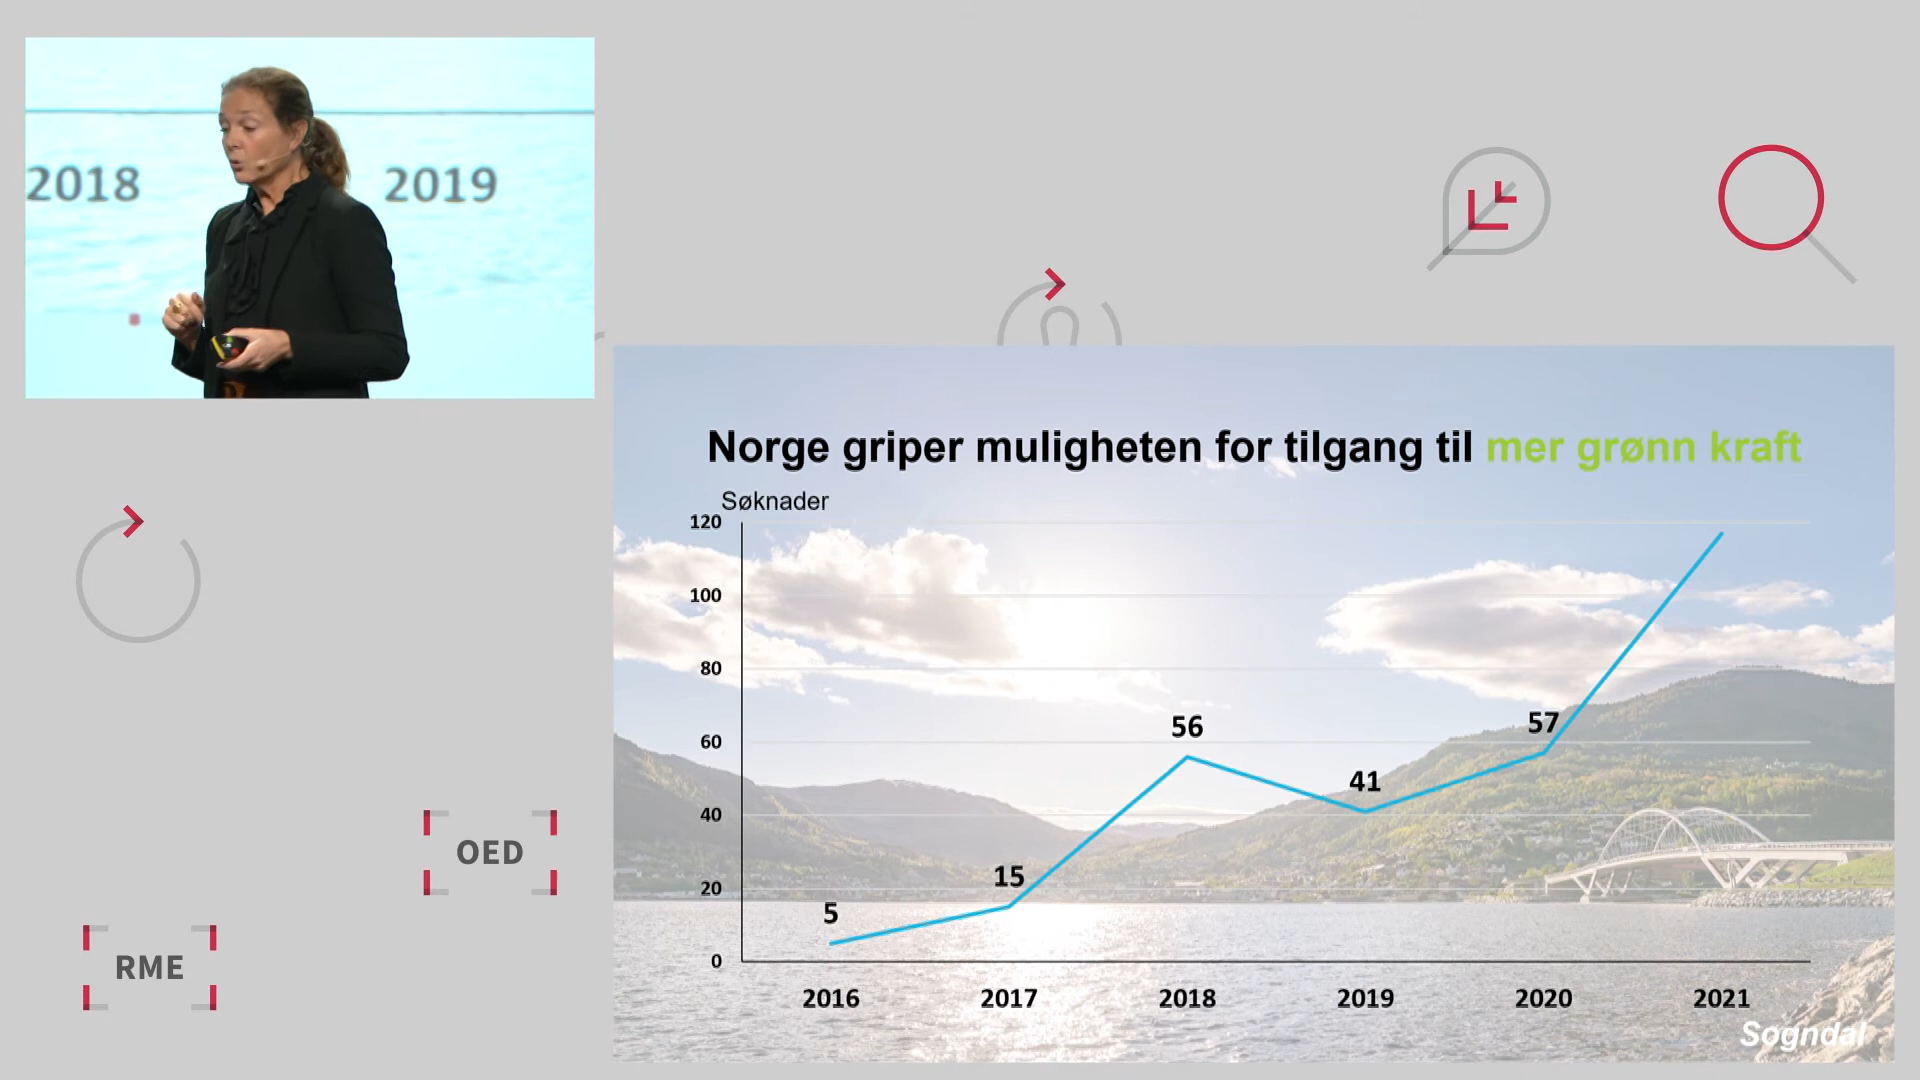 2018 2019
Norge griper muligheten for tilgang til mer grønn kraft
Søknader
120
100
80
60
40
20
0
5
15
56
41
57
2016 2017 2018 2019 2020 2021
Sogndal
OED
RME